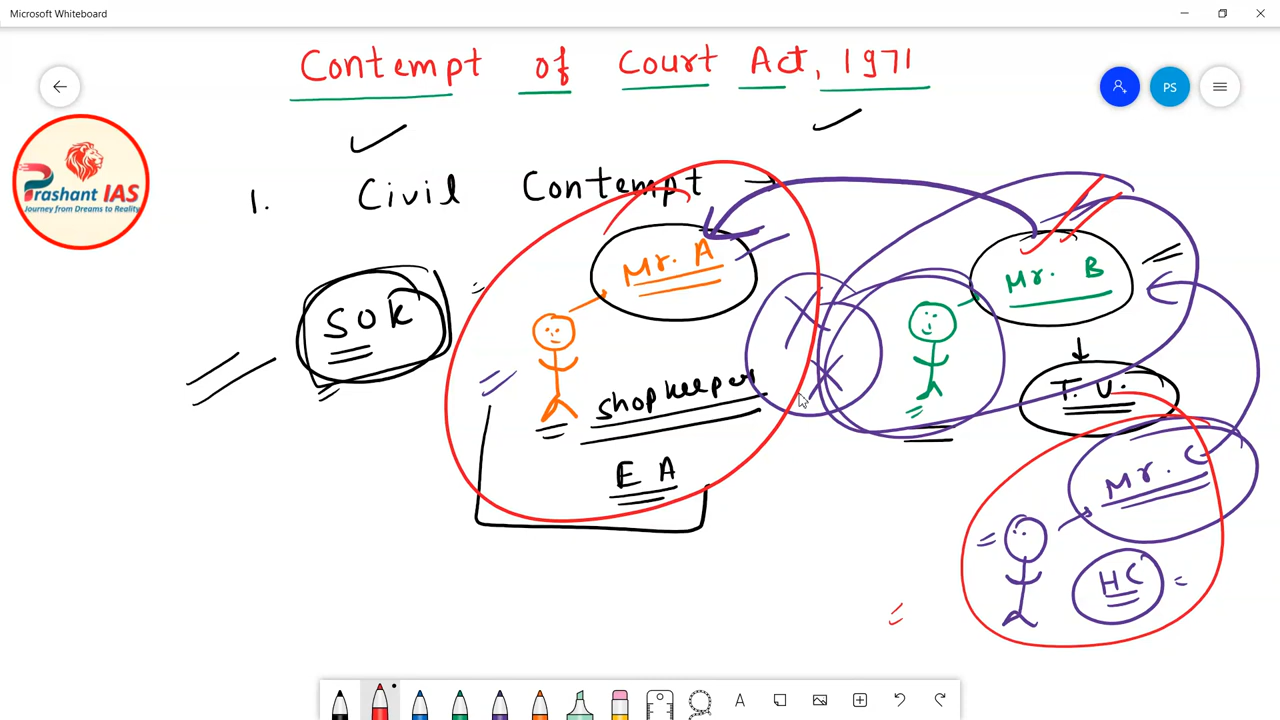 Microsoft Whiteboard
Contempt of Court Act, 1971
PS
Prashant IAS
Journey from Dreams to Reality
1. Civil Contempt →
Mr. A
Mr. B
SOK
shopkeeper
T.V.
E A
Mr. C
HC
A